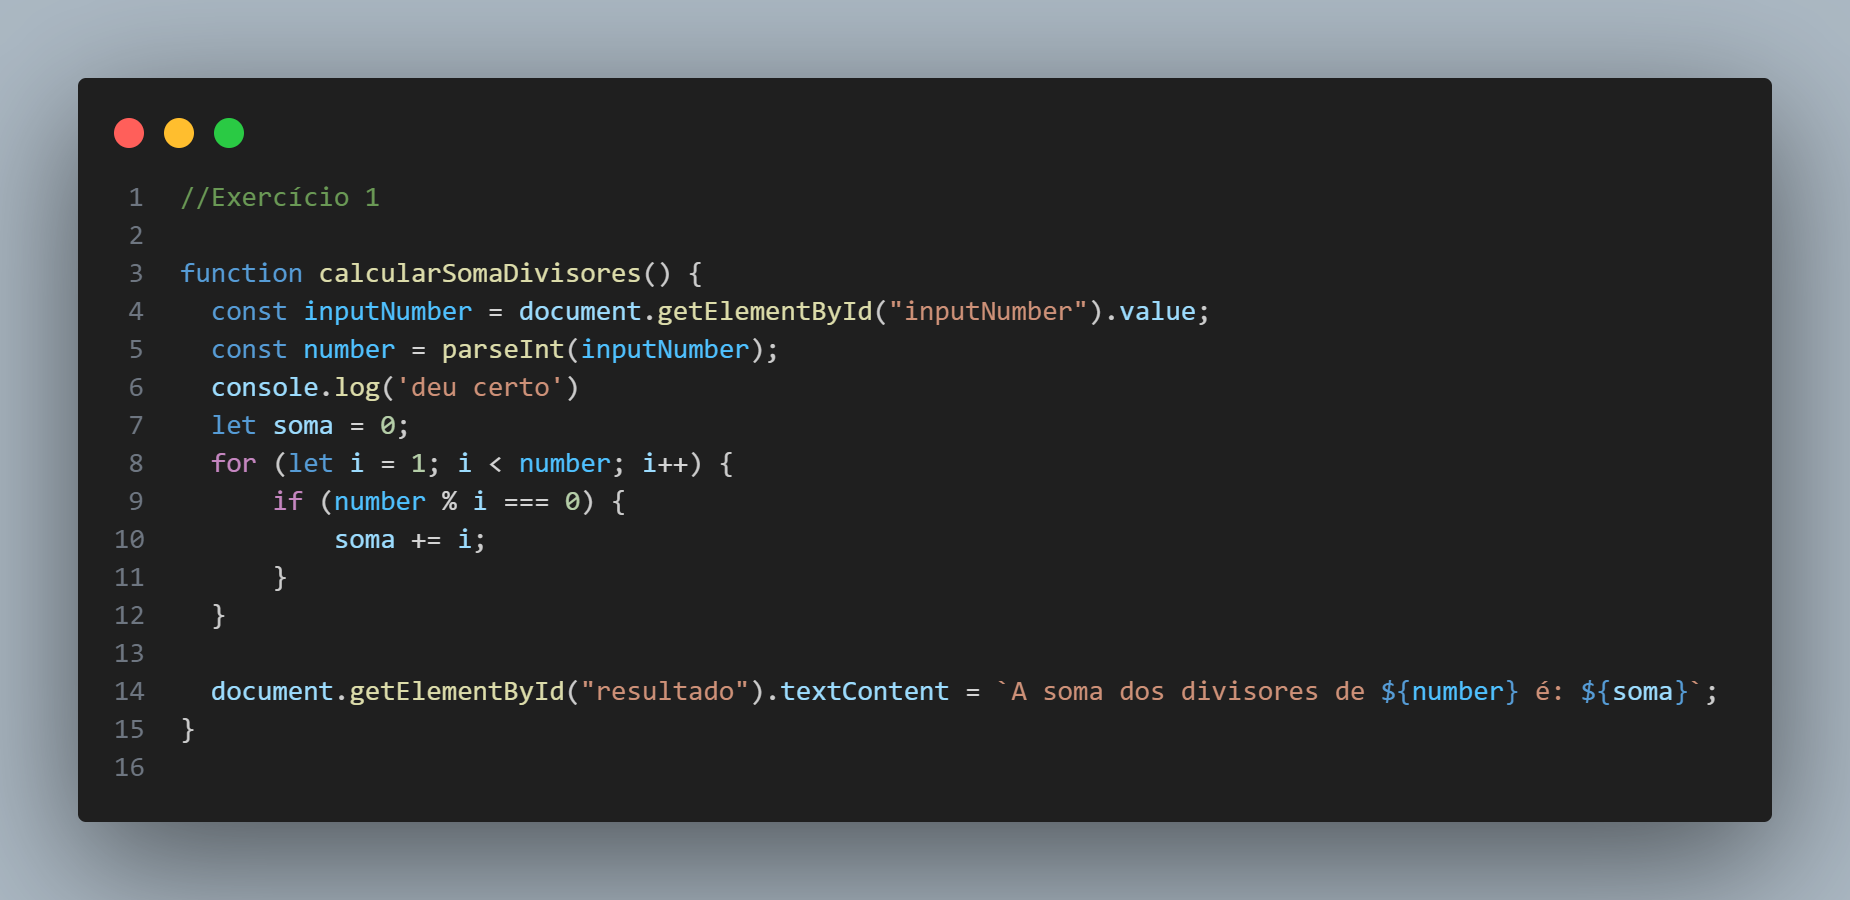 1 //Exercício 1
2
3 function calcularSomaDivisores() {
4   const inputNumber = document.getElementById("inputNumber").value;
5   const number = parseInt(inputNumber);
6   console.log('deu certo')
7   let soma = 0;
8   for (let i = 1; i < number; i++) {
9       if (number % i === 0) {
10           soma += i;
11       }
12   }
13
14   document.getElementById("resultado").textContent = `A soma dos divisores de ${number} é: ${soma}`;
15 }
16